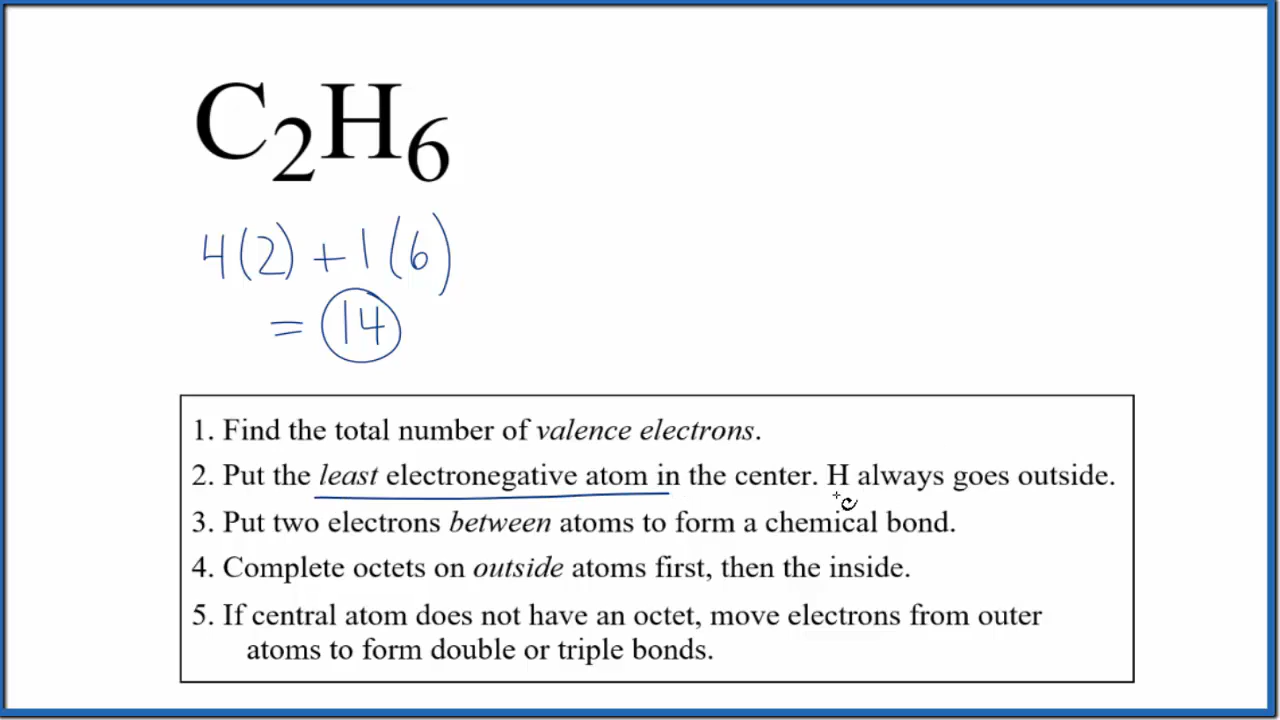 C₂H₆
4(2) + 1(6)
= 14
1. Find the total number of valence electrons.
2. Put the least electronegative atom in the center. H always goes outside.
3. Put two electrons between atoms to form a chemical bond.
4. Complete octets on outside atoms first, then the inside.
5. If central atom does not have an octet, move electrons from outer
atoms to form double or triple bonds.